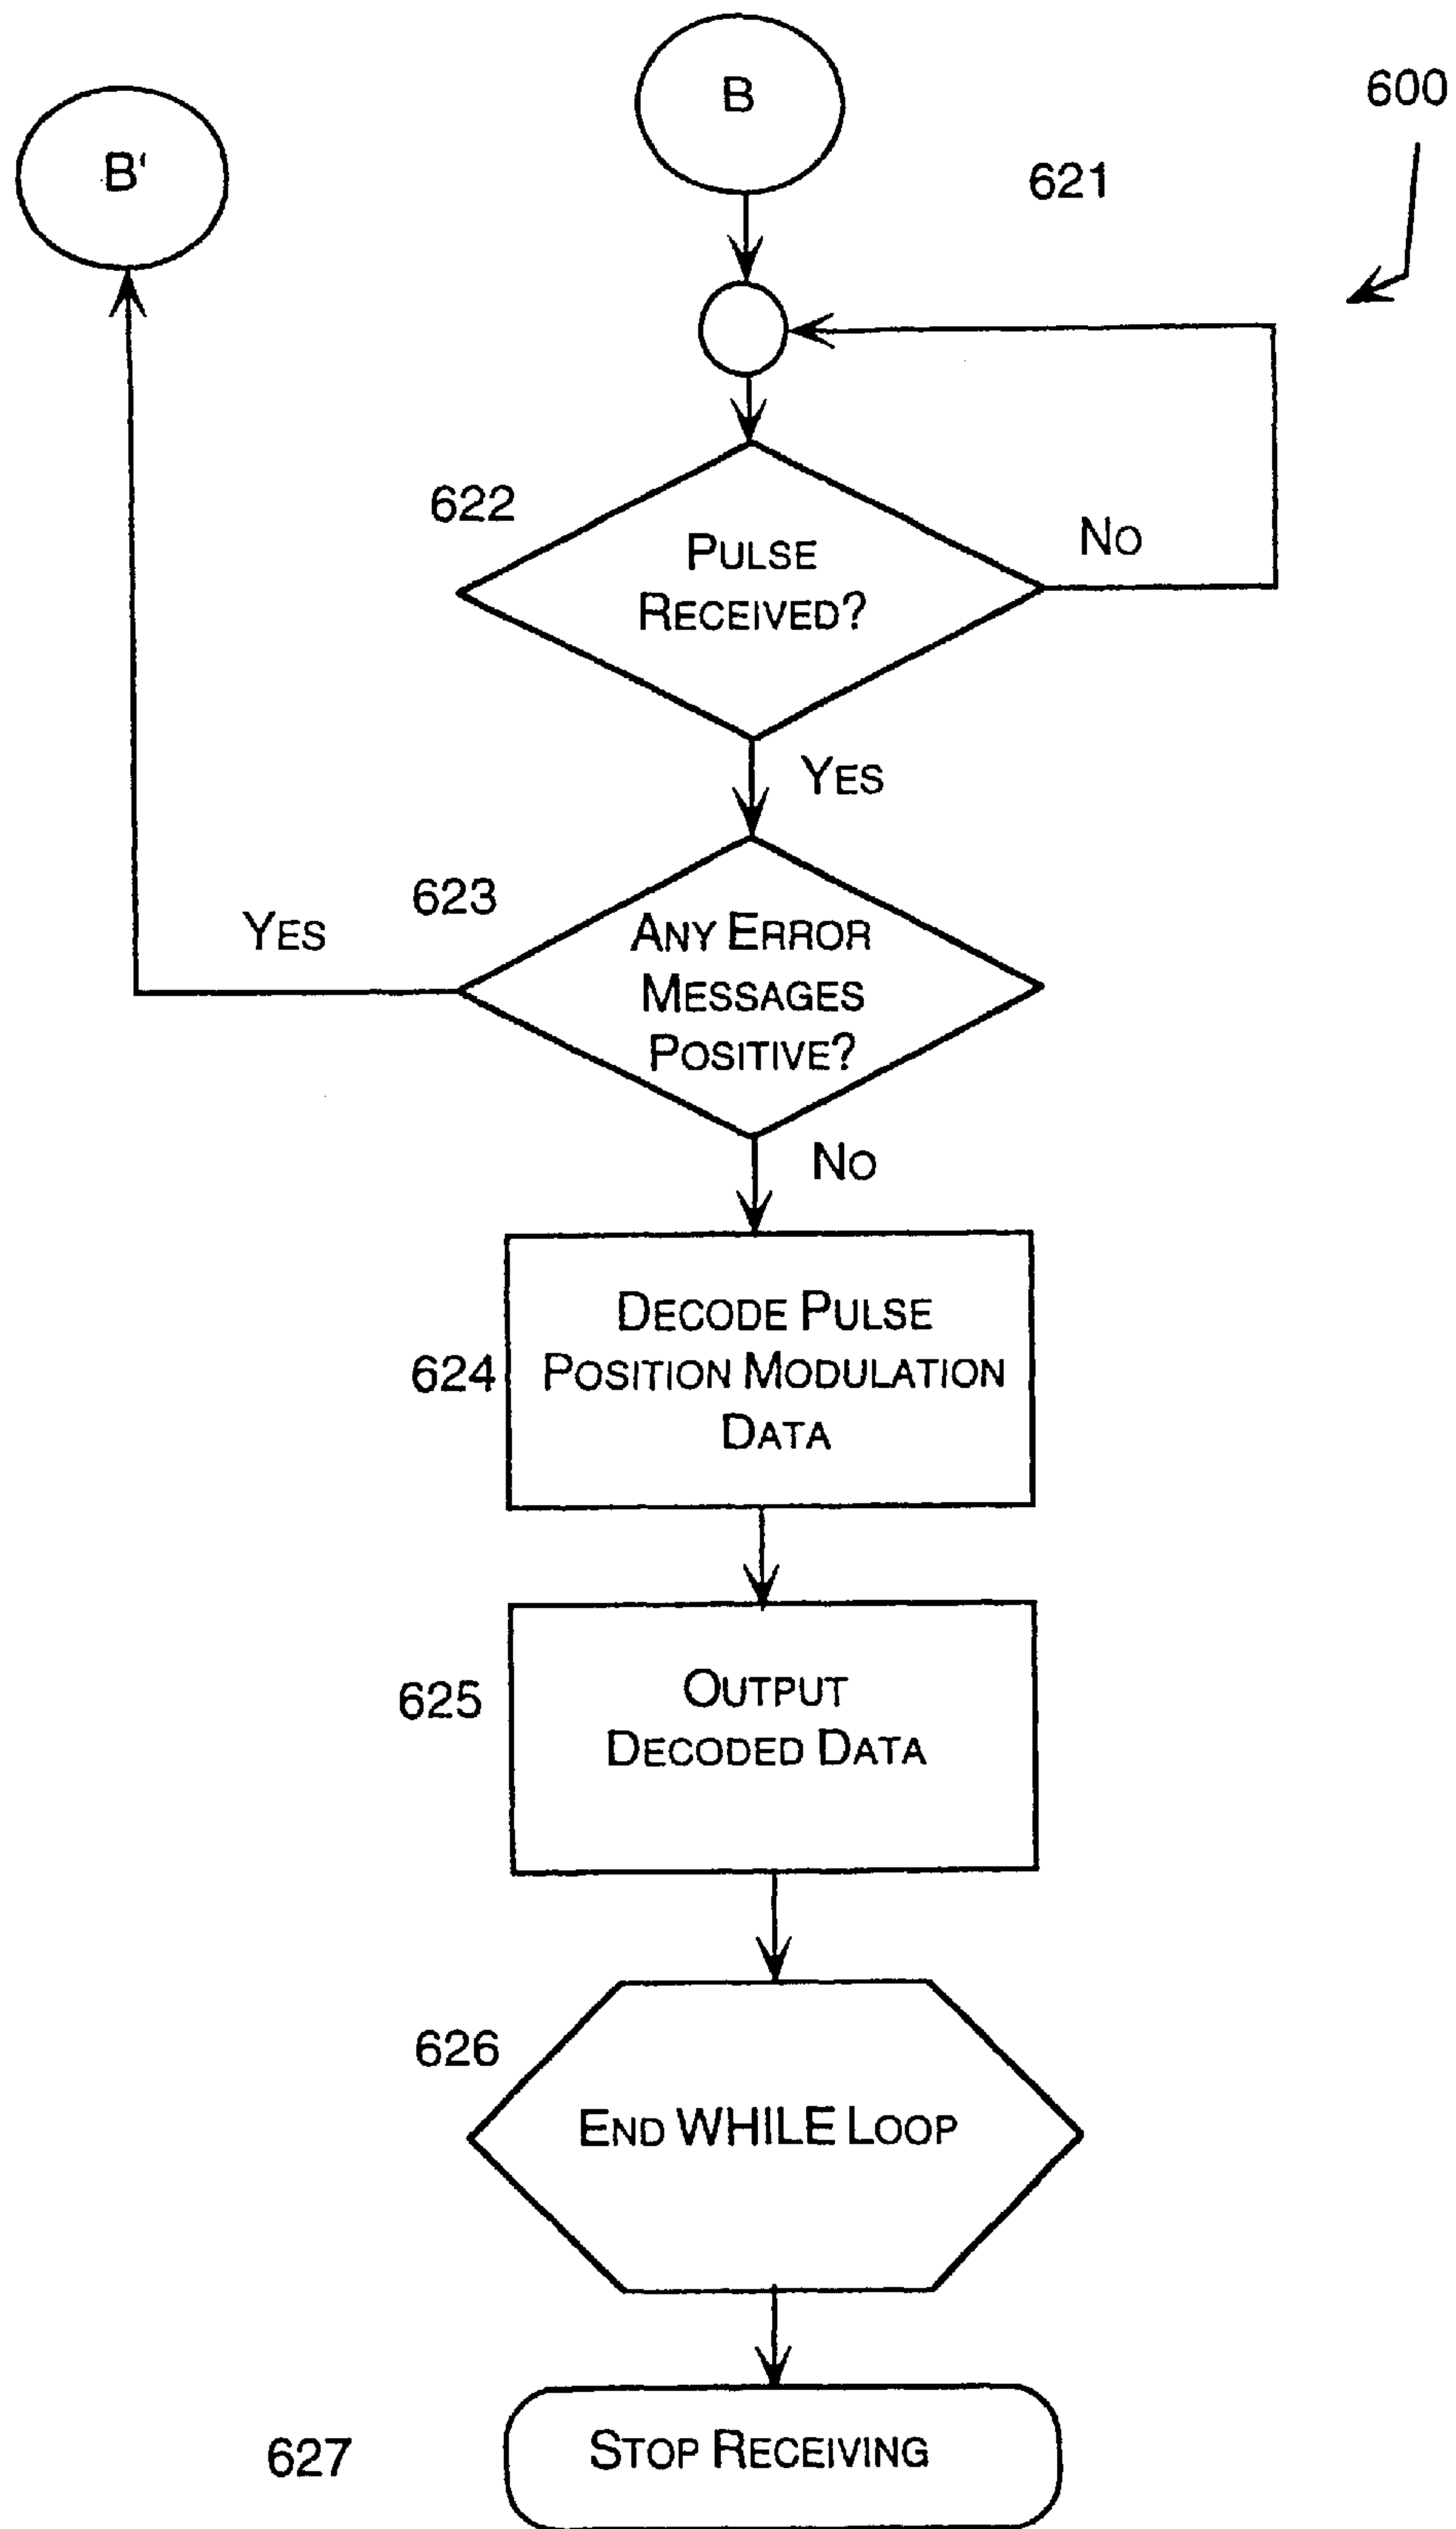 B
600
B'
621
622
PULSE
RECEIVED?
NO
YES
623
YES
ANY ERROR
MESSAGES
POSITIVE?
NO
624
DECODE PULSE
POSITION MODULATION
DATA
625
OUTPUT
DECODED DATA
626
END WHILE LOOP
627
STOP RECEIVING